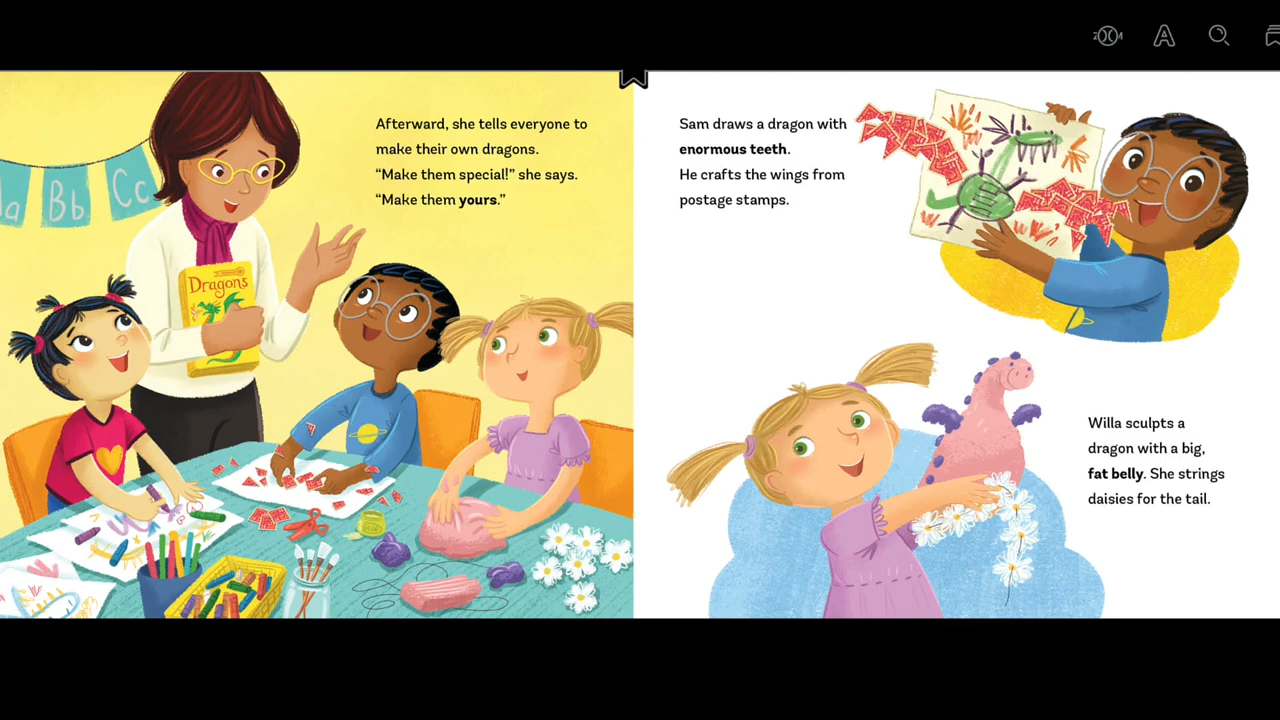 Aa Bb Cc
Dragons
Afterward, she tells everyone to
make their own dragons.
“Make them special!” she says.
“Make them yours.”
Sam draws a dragon with
enormous teeth.
He crafts the wings from
postage stamps.
Willa sculpts a
dragon with a big,
fat belly. She strings
daisies for the tail.